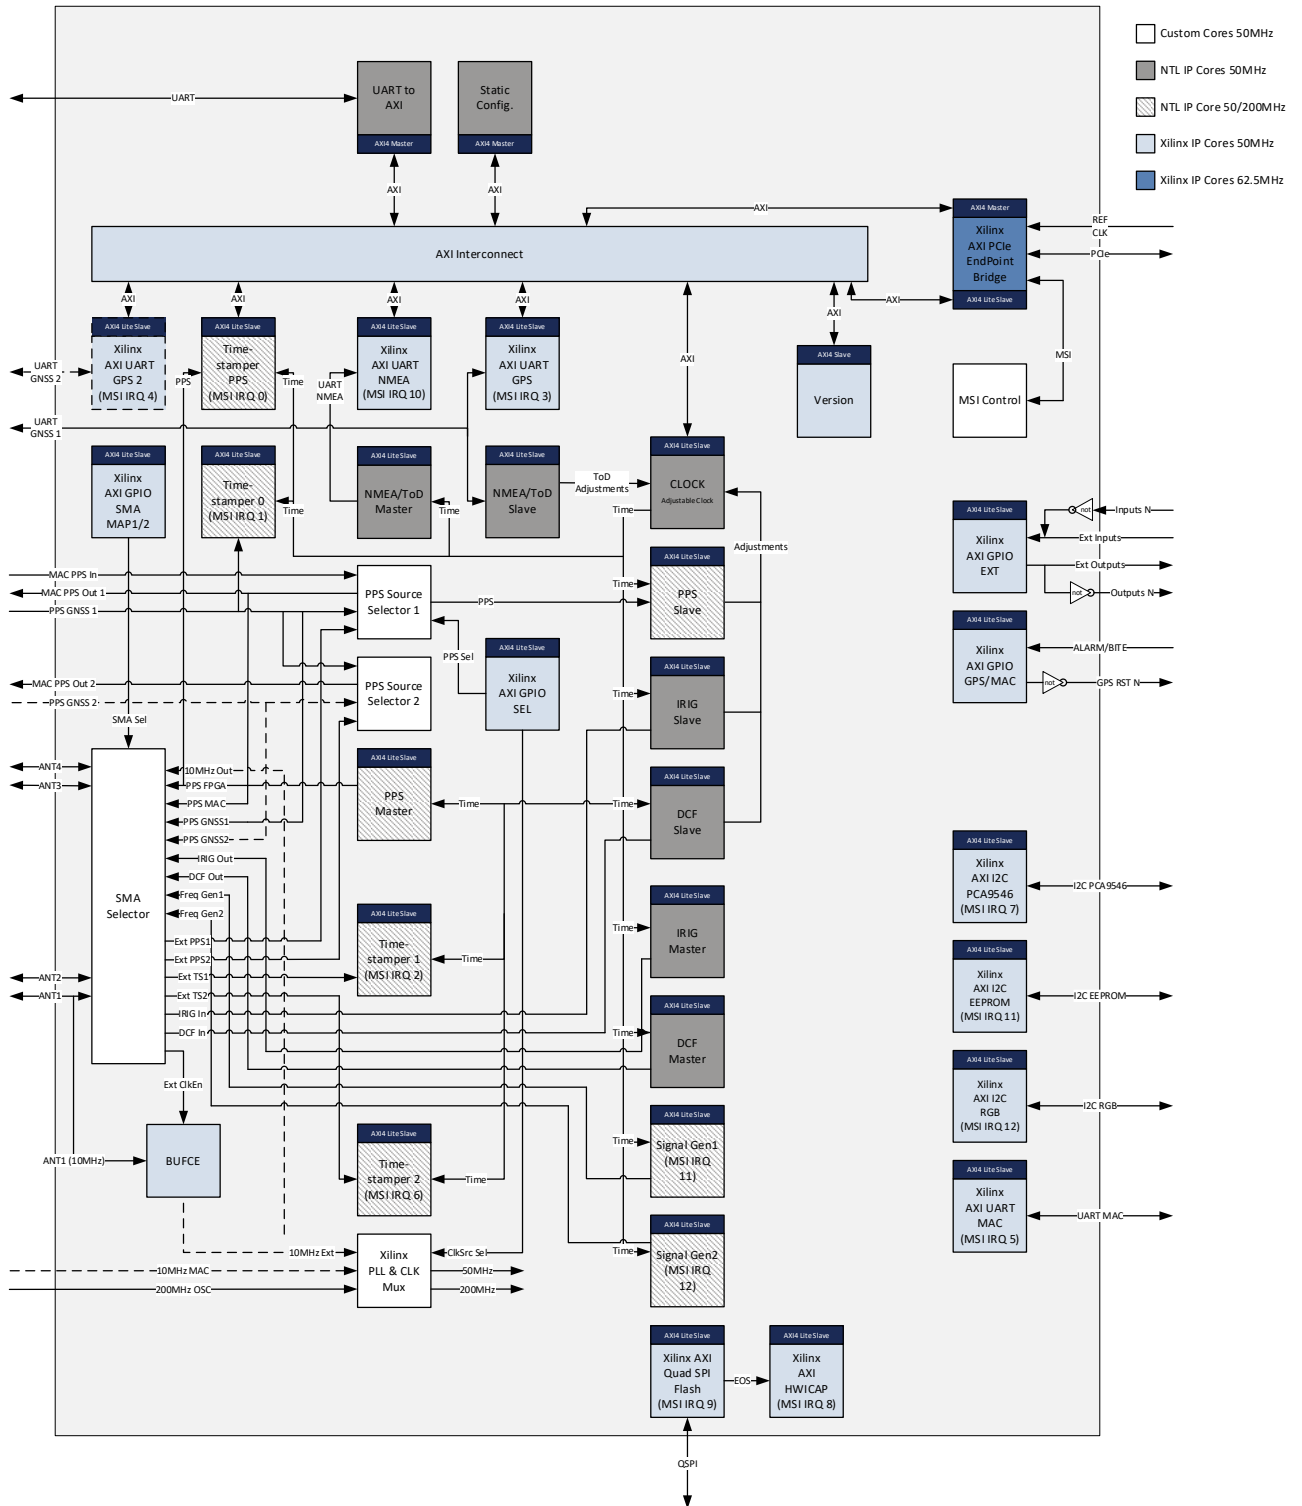 Custom Cores 50MHz
NTL IP Cores 50MHz
NTL IP Core 50/200MHz
Xilinx IP Cores 50MHz
Xilinx IP Cores 62.5MHz
UART
UART to
AXI
AXI4 Master
Static
Config.
AXI4 Master
AXI
AXI
AXI
AXI Interconnect
AXI4 Master
Xilinx
AXI PCIe
EndPoint
Bridge
AXI4 Lite Slave
REF
CLK
PCIe
AXI
AXI
AXI
AXI
AXI
AXI
AXI
MSI
AXI4 Lite Slave
Xilinx
AXI UART
GPS 2
(MSI IRQ 4)
UART
GNSS 2
AXI4 Lite Slave
Time-
stamper
PPS
(MSI IRQ 0)
PPS
Time
AXI4 Lite Slave
Xilinx
AXI UART
NMEA
(MSI IRQ 10)
UART
NMEA
AXI4 Lite Slave
Xilinx
AXI UART
GPS
(MSI IRQ 3)
AXI4 Slave
Version
MSI Control
UART
GNSS 1
AXI4 Lite Slave
Xilinx
AXI GPIO
SMA
MAP1/2
AXI4 Lite Slave
Time-
stamper 0
(MSI IRQ 1)
Time
AXI4 Lite Slave
NMEA/ToD
Master
Time
AXI4 Lite Slave
NMEA/ToD
Slave
ToD
Adjustments
AXI4 Lite Slave
CLOCK
Adjustable Clock
Time
Adjustments
AXI4 Lite Slave
Xilinx
AXI GPIO
EXT
not
Inputs N
Ext Inputs
Ext Outputs
not
Outputs N
MAC PPS In
MAC PPS Out 1
PPS GNSS 1
PPS Source
Selector 1
PPS
Time
AXI4 Lite Slave
PPS
Slave
PPS Sel
AXI4 Lite Slave
Xilinx
AXI GPIO
SEL
AXI4 Lite Slave
Xilinx
AXI GPIO
GPS/MAC
ALARM/BITE
not
GPS RST N
MAC PPS Out 2
PPS GNSS 2
PPS Source
Selector 2
Time
AXI4 Lite Slave
IRIG
Slave
SMA Sel
ANT4
ANT3
ANT2
ANT1
SMA
Selector
10MHz Out
PPS FPGA
PPS MAC
PPS GNSS1
PPS GNSS2
IRIG Out
DCF Out
Freq Gen1
Freq Gen2
Ext PPS1
Ext PPS2
Ext TS1
Ext TS2
IRIG In
DCF In
AXI4 Lite Slave
PPS
Master
Time
Time
AXI4 Lite Slave
DCF
Slave
AXI4 Lite Slave
Xilinx
AXI I2C
PCA9546
(MSI IRQ 7)
I2C PCA9546
AXI4 Lite Slave
Time-
stamper 1
(MSI IRQ 2)
Time
Time
AXI4 Lite Slave
IRIG
Master
AXI4 Lite Slave
Xilinx
AXI I2C
EEPROM
(MSI IRQ 11)
I2C EEPROM
Time
AXI4 Lite Slave
DCF
Master
Ext ClkEn
ANT1 (10MHz)
BUFCE
AXI4 Lite Slave
Xilinx
AXI I2C
RGB
(MSI IRQ 12)
I2C RGB
AXI4 Lite Slave
Time-
stamper 2
(MSI IRQ 6)
Time
Time
AXI4 Lite Slave
Signal Gen1
(MSI IRQ
11)
AXI4 Lite Slave
Xilinx
AXI UART
MAC
(MSI IRQ 5)
UART MAC
10MHz Ext
10MHz MAC
200MHz OSC
Xilinx
PLL & CLK
Mux
ClkSrc Sel
50MHz
200MHz
Time
AXI4 Lite Slave
Signal Gen2
(MSI IRQ
12)
AXI4 Lite Slave
Xilinx AXI
Quad SPI
Flash
(MSI IRQ 9)
EOS
AXI4 Lite Slave
Xilinx
AXI
HWICAP
(MSI IRQ 8)
QSPI